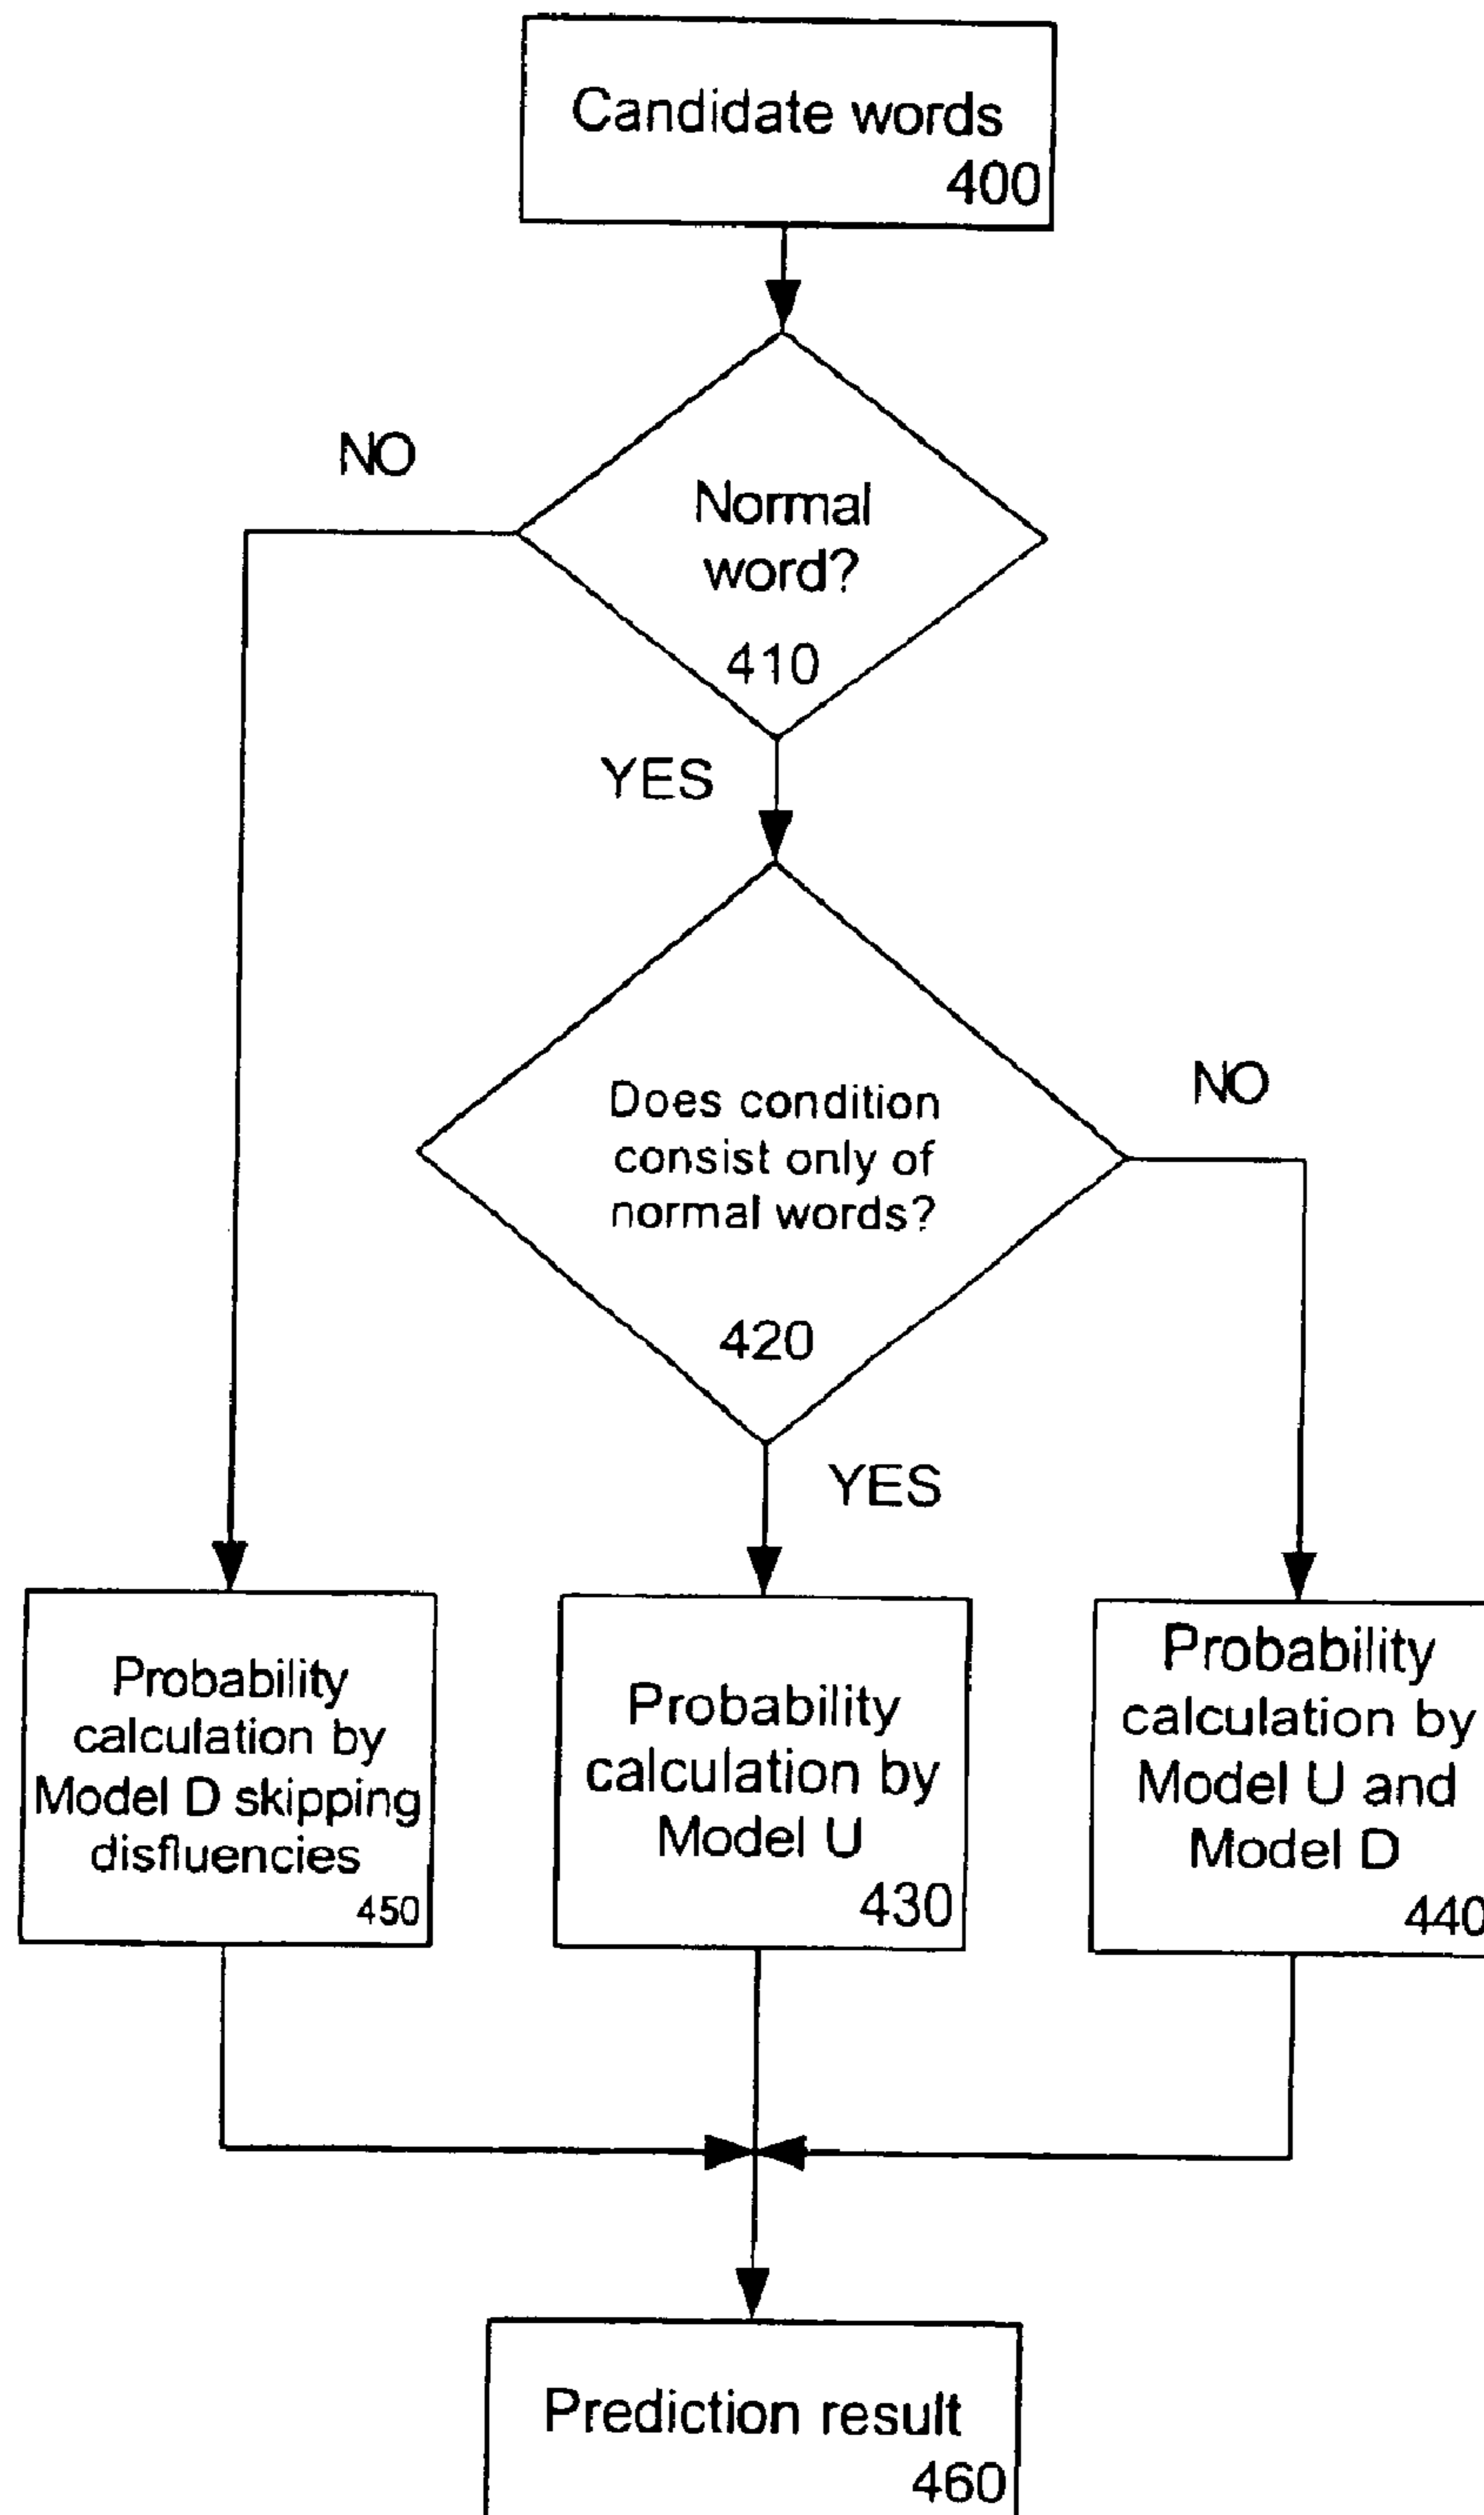 Candidate words
400
NO
Normal
word?
410
YES
Does condition
consist only of
normal words?
420
NO
YES
Probability
calculation by
Model D skipping
disfluencies
450
Probability
calculation by
Model U
430
Probability
calculation by
Model U and
Model D
440
Prediction result
460